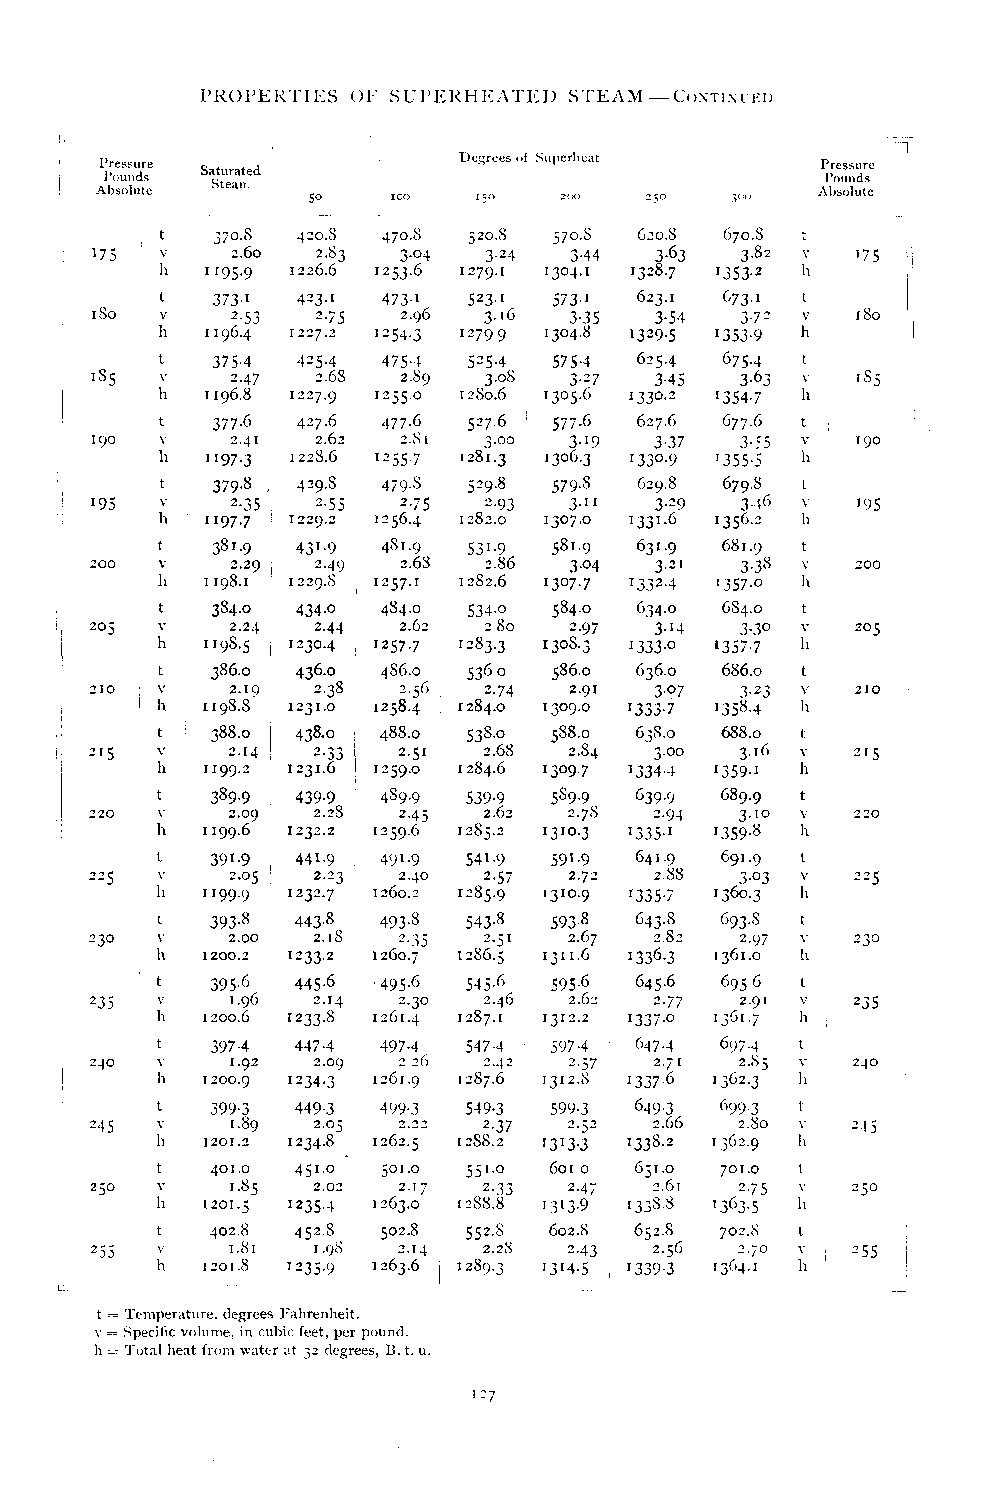 PROPERTIES OF SUPERHEATED STEAM—CONTINUED
Pressure Pounds Absolute Saturated Steam Degrees of Superheat Pressure Pounds Absolute
50 100 150 200 250 300
t 370.8 420.8 470.8 520.8 570.8 620.8 670.8 t
175 v 2.60 2.83 3.04 3.24 3.44 3.63 3.82 v 175
h 1195.9 1226.6 1253.6 1279.1 1304.1 1328.7 1353.2 h
t 373.1 423.1 473.1 523.1 573.1 623.1 673.1 t
180 v 2.53 2.75 2.96 3.16 3.35 3.54 3.72 v 180
h 1196.4 1227.2 1254.3 1279.9 1304.8 1329.5 1353.9 h
t 375.4 425.4 475.4 525.4 575.4 625.4 675.4 t
185 v 2.47 2.68 2.89 3.08 3.27 3.45 3.63 v 185
h 1196.8 1227.9 1255.0 1280.6 1305.6 1330.2 1354.7 h
t 377.6 427.6 477.6 527.6 577.6 627.6 677.6 t
190 v 2.41 2.62 2.81 3.00 3.19 3.37 3.55 v 190
h 1197.3 1228.6 1255.7 1281.3 1306.3 1330.9 1355.5 h
t 379.8 429.8 479.8 529.8 579.8 629.8 679.8 t
195 v 2.35 2.55 2.75 2.93 3.11 3.29 3.46 v 195
h 1197.7 1229.2 1256.4 1282.0 1307.0 1331.6 1356.2 h
t 381.9 431.9 481.9 531.9 581.9 631.9 681.9 t
200 v 2.29 2.49 2.68 2.86 3.04 3.21 3.38 v 200
h 1198.1 1229.8 1257.1 1282.6 1307.7 1332.4 1357.0 h
t 384.0 434.0 484.0 534.0 584.0 634.0 684.0 t
205 v 2.24 2.44 2.62 2.80 2.97 3.14 3.30 v 205
h 1198.5 1230.4 1257.7 1283.3 1308.3 1333.0 1357.7 h
t 386.0 436.0 486.0 536.0 586.0 636.0 686.0 t
210 v 2.19 2.38 2.56 2.74 2.91 3.07 3.23 v 210
h 1198.8 1231.0 1258.4 1284.0 1309.0 1333.7 1358.4 h
t 388.0 438.0 488.0 538.0 588.0 638.0 688.0 t
215 v 2.14 2.33 2.51 2.68 2.84 3.00 3.16 v 215
h 1199.2 1231.6 1259.0 1284.6 1309.7 1334.4 1359.1 h
t 389.9 439.9 489.9 539.9 589.9 639.9 689.9 t
220 v 2.09 2.28 2.45 2.62 2.78 2.94 3.10 v 220
h 1199.6 1232.2 1259.6 1285.2 1310.3 1335.1 1359.8 h
t 391.9 441.9 491.9 541.9 591.9 641.9 691.9 t
225 v 2.05 2.23 2.40 2.57 2.72 2.88 3.03 v 225
h 1199.9 1232.7 1260.2 1285.9 1310.9 1335.7 1360.3 h
t 393.8 443.8 493.8 543.8 593.8 643.8 693.8 t
230 v 2.00 2.18 2.35 2.51 2.67 2.82 2.97 v 230
h 1200.2 1233.2 1260.7 1286.5 1311.6 1336.3 1361.0 h
t 395.6 445.6 495.6 545.6 595.6 645.6 695.6 t
235 v 1.96 2.14 2.30 2.46 2.62 2.77 2.91 v 235
h 1200.6 1233.8 1261.4 1287.1 1312.2 1337.0 1361.7 h
t 397.4 447.4 497.4 547.4 597.4 647.4 697.4 t
240 v 1.92 2.09 2.26 2.42 2.57 2.71 2.85 v 240
h 1200.9 1234.3 1261.9 1287.6 1312.8 1337.6 1362.3 h
t 399.3 449.3 499.3 549.3 599.3 649.3 699.3 t
245 v 1.89 2.05 2.22 2.37 2.52 2.66 2.80 v 245
h 1201.2 1234.8 1262.5 1288.2 1313.3 1338.2 1362.9 h
t 401.0 451.0 501.0 551.0 601.0 651.0 701.0 t
250 v 1.85 2.02 2.17 2.33 2.47 2.61 2.75 v 250
h 1201.5 1235.4 1263.0 1288.8 1313.9 1338.8 1363.5 h
t 402.8 452.8 502.8 552.8 602.8 652.8 702.8 t
255 v 1.81 1.98 2.14 2.28 2.43 2.56 2.70 v 255
h 1201.8 1235.9 1263.6 1289.3 1314.5 1339.3 1364.1 h
t = Temperature, degrees Fahrenheit.
v = Specific volume, in cubic feet, per pound.
h = Total heat from water at 32 degrees, B. t. u.
127